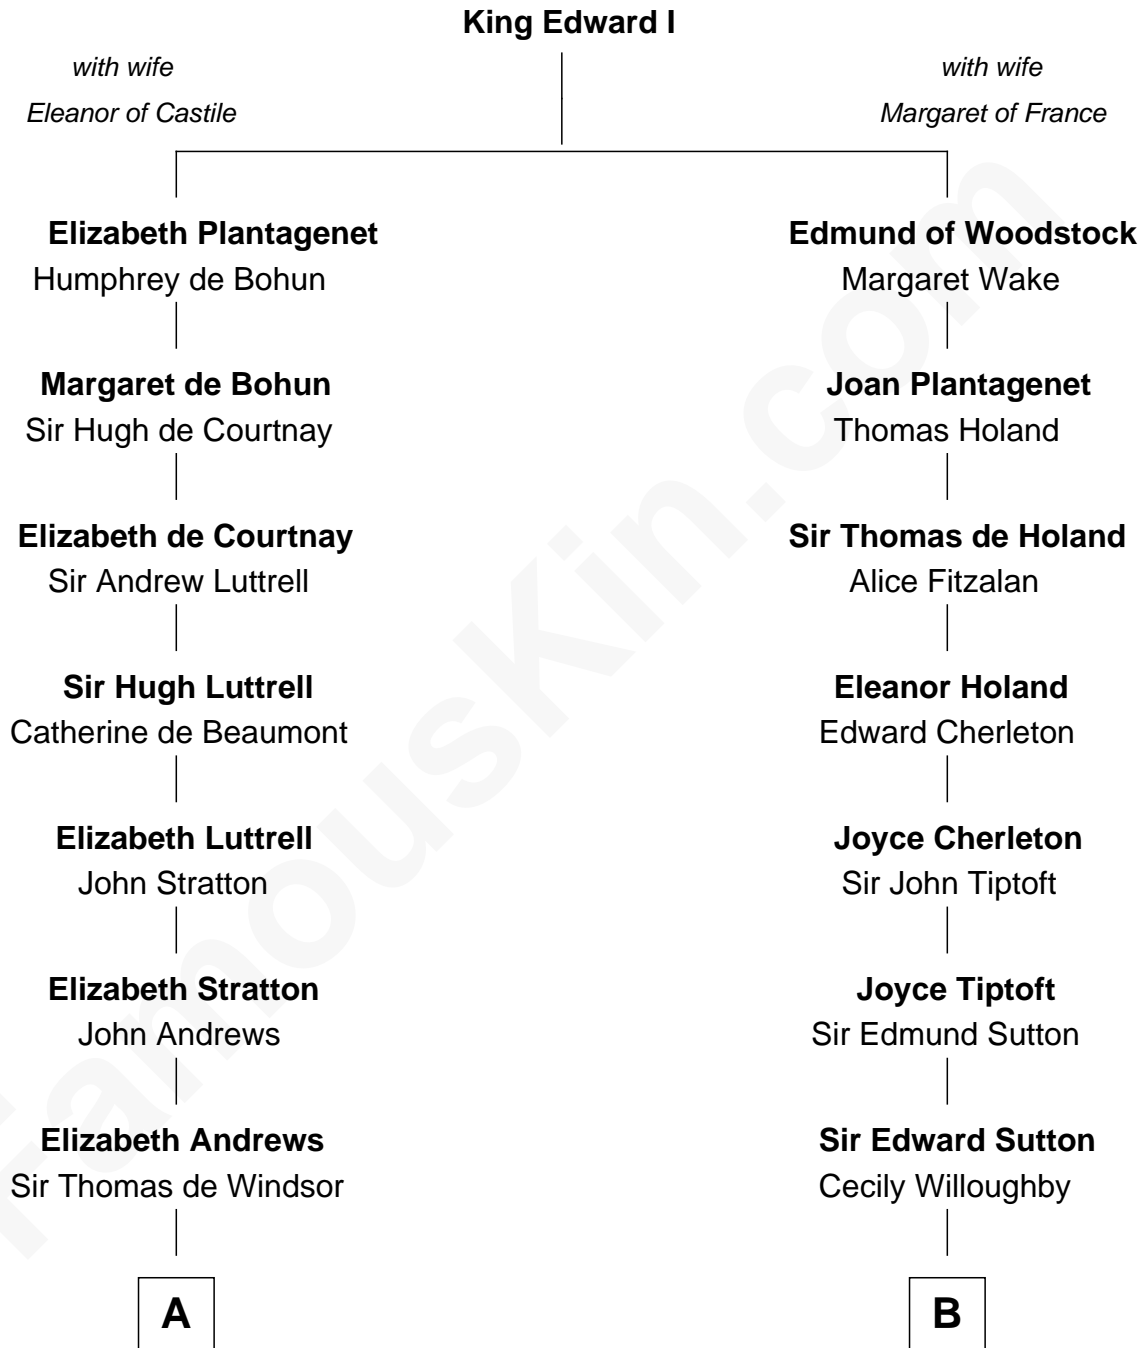 King Edward I
with wife
Eleanor of Castile
with wife
Margaret of France
Elizabeth Plantagenet
Humphrey de Bohun
Edmund of Woodstock
Margaret Wake
Margaret de Bohun
Sir Hugh de Courtnay
Joan Plantagenet
Thomas Holand
Elizabeth de Courtnay
Sir Andrew Luttrell
Sir Thomas de Holand
Alice Fitzalan
Sir Hugh Luttrell
Catherine de Beaumont
Eleanor Holand
Edward Cherleton
Elizabeth Luttrell
John Stratton
Joyce Cherleton
Sir John Tiptoft
Elizabeth Stratton
John Andrews
Joyce Tiptoft
Sir Edmund Sutton
Elizabeth Andrews
Sir Thomas de Windsor
Sir Edward Sutton
Cecily Willoughby
A
B
FamousKin.com